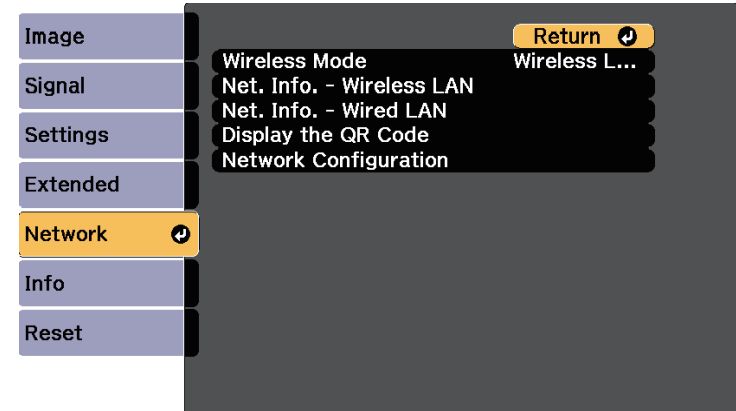 Image
Signal
Settings
Extended
Network
Info
Reset
Return
Wireless Mode Wireless L...
Net. Info. - Wireless LAN
Net. Info. - Wired LAN
Display the QR Code
Network Configuration